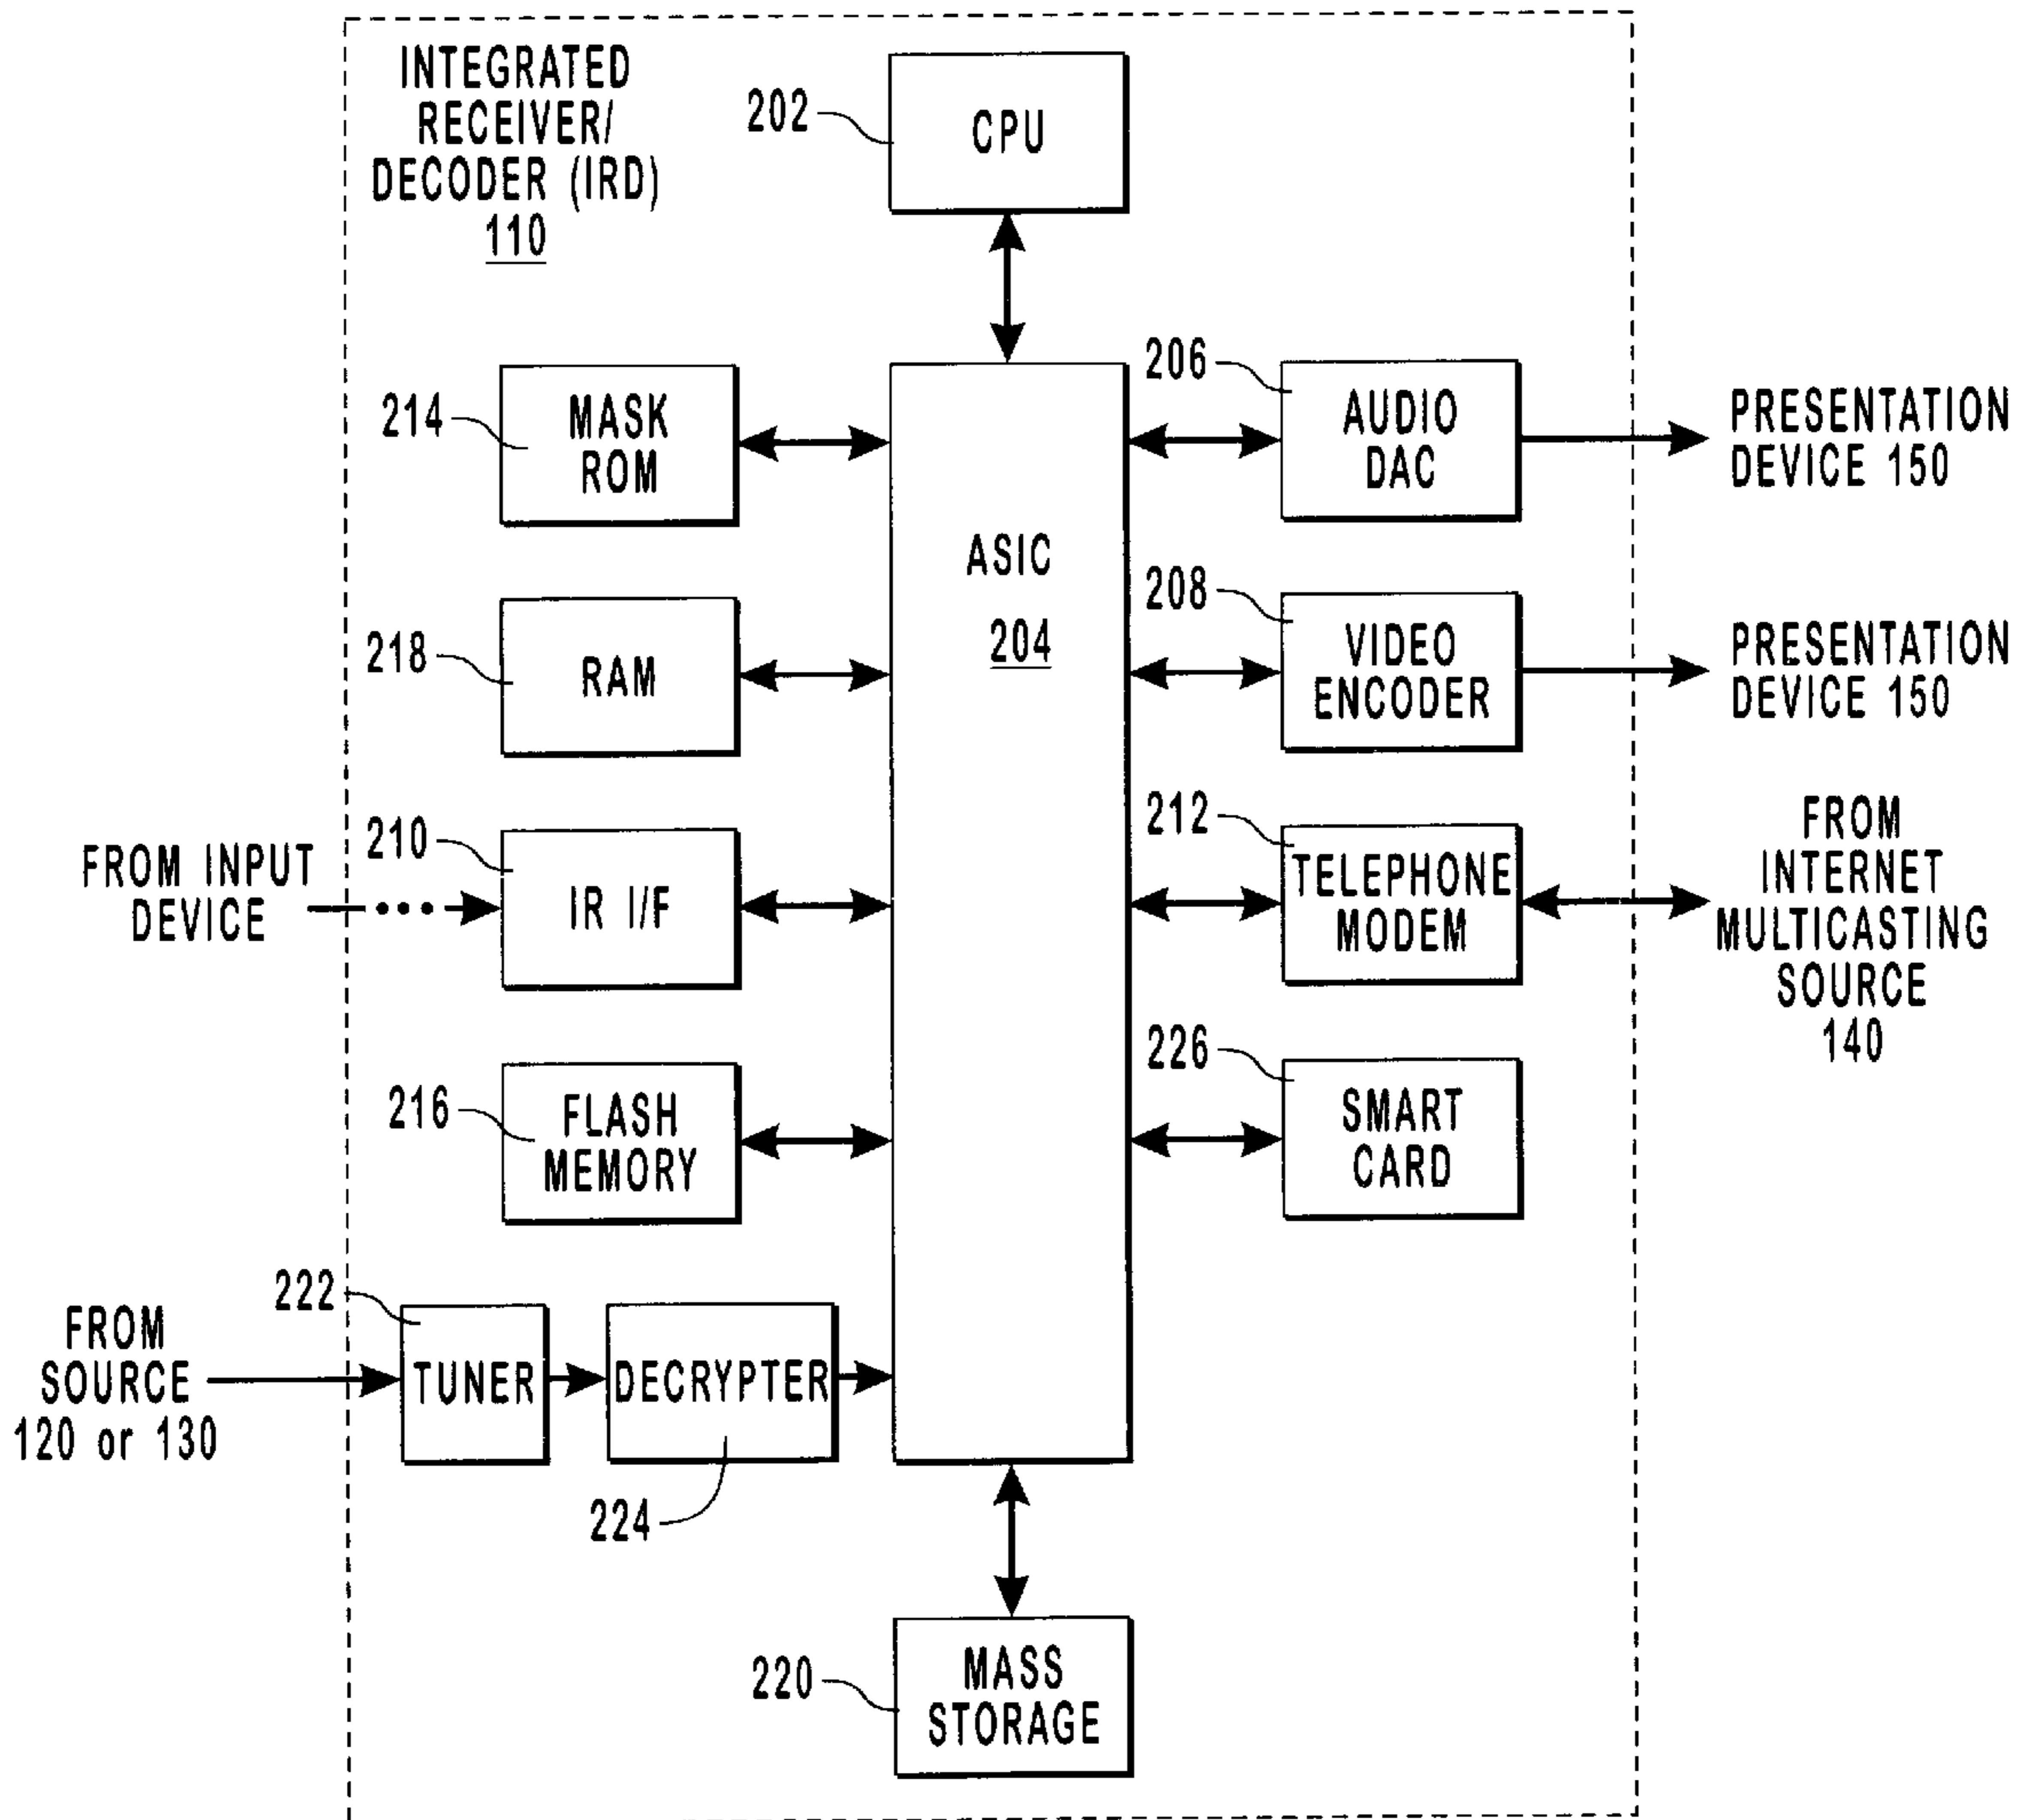 INTEGRATED
RECEIVER/
DECODER (IRD)
110
202
CPU
214
MASK
ROM
206
AUDIO
DAC
PRESENTATION
DEVICE 150
ASIC
204
218
RAM
208
VIDEO
ENCODER
PRESENTATION
DEVICE 150
FROM INPUT
DEVICE
210
IR I/F
212
TELEPHONE
MODEM
FROM
INTERNET
MULTICASTING
SOURCE
140
216
FLASH
MEMORY
226
SMART
CARD
FROM
SOURCE
120 or 130
222
TUNER
DECRYPTER
224
220
MASS
STORAGE